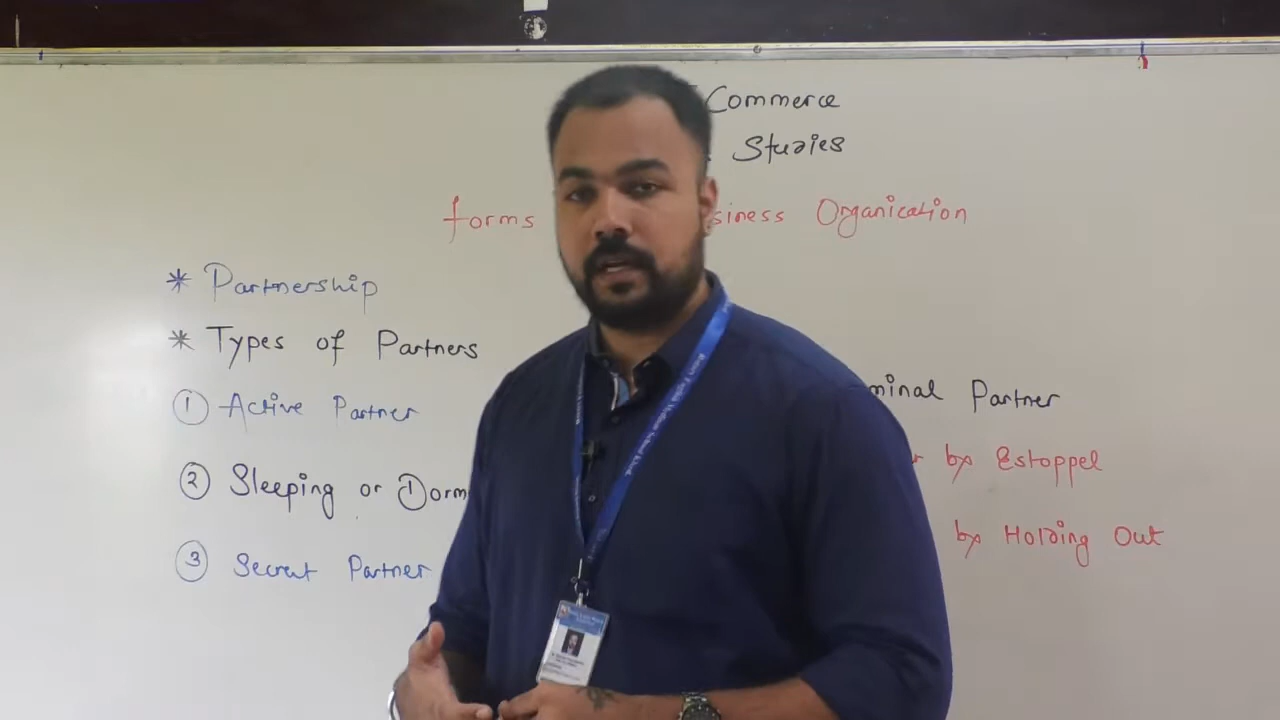 Commerce
Studies
forms siness Organication
* Partnership
* Types of Partners
① Active Partner
② Sleeping or Dorm
③ Secret Partner
minal Partner
r by Estoppel
by Holding Out